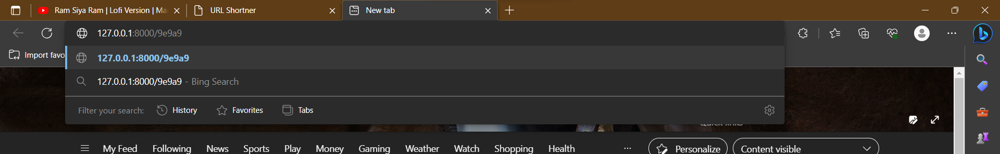 Ram Siya Ram | Lofi Version | Ma
URL Shortner
New tab
127.0.0.1:8000/9e9a9
Import favo
127.0.0.1:8000/9e9a9
127.0.0.1:8000/9e9a9 - Bing Search
Filter your search: History Favorites Tabs
My Feed Following News Sports Play Money Gaming Weather Watch Shopping Health ... Personalize Content visible